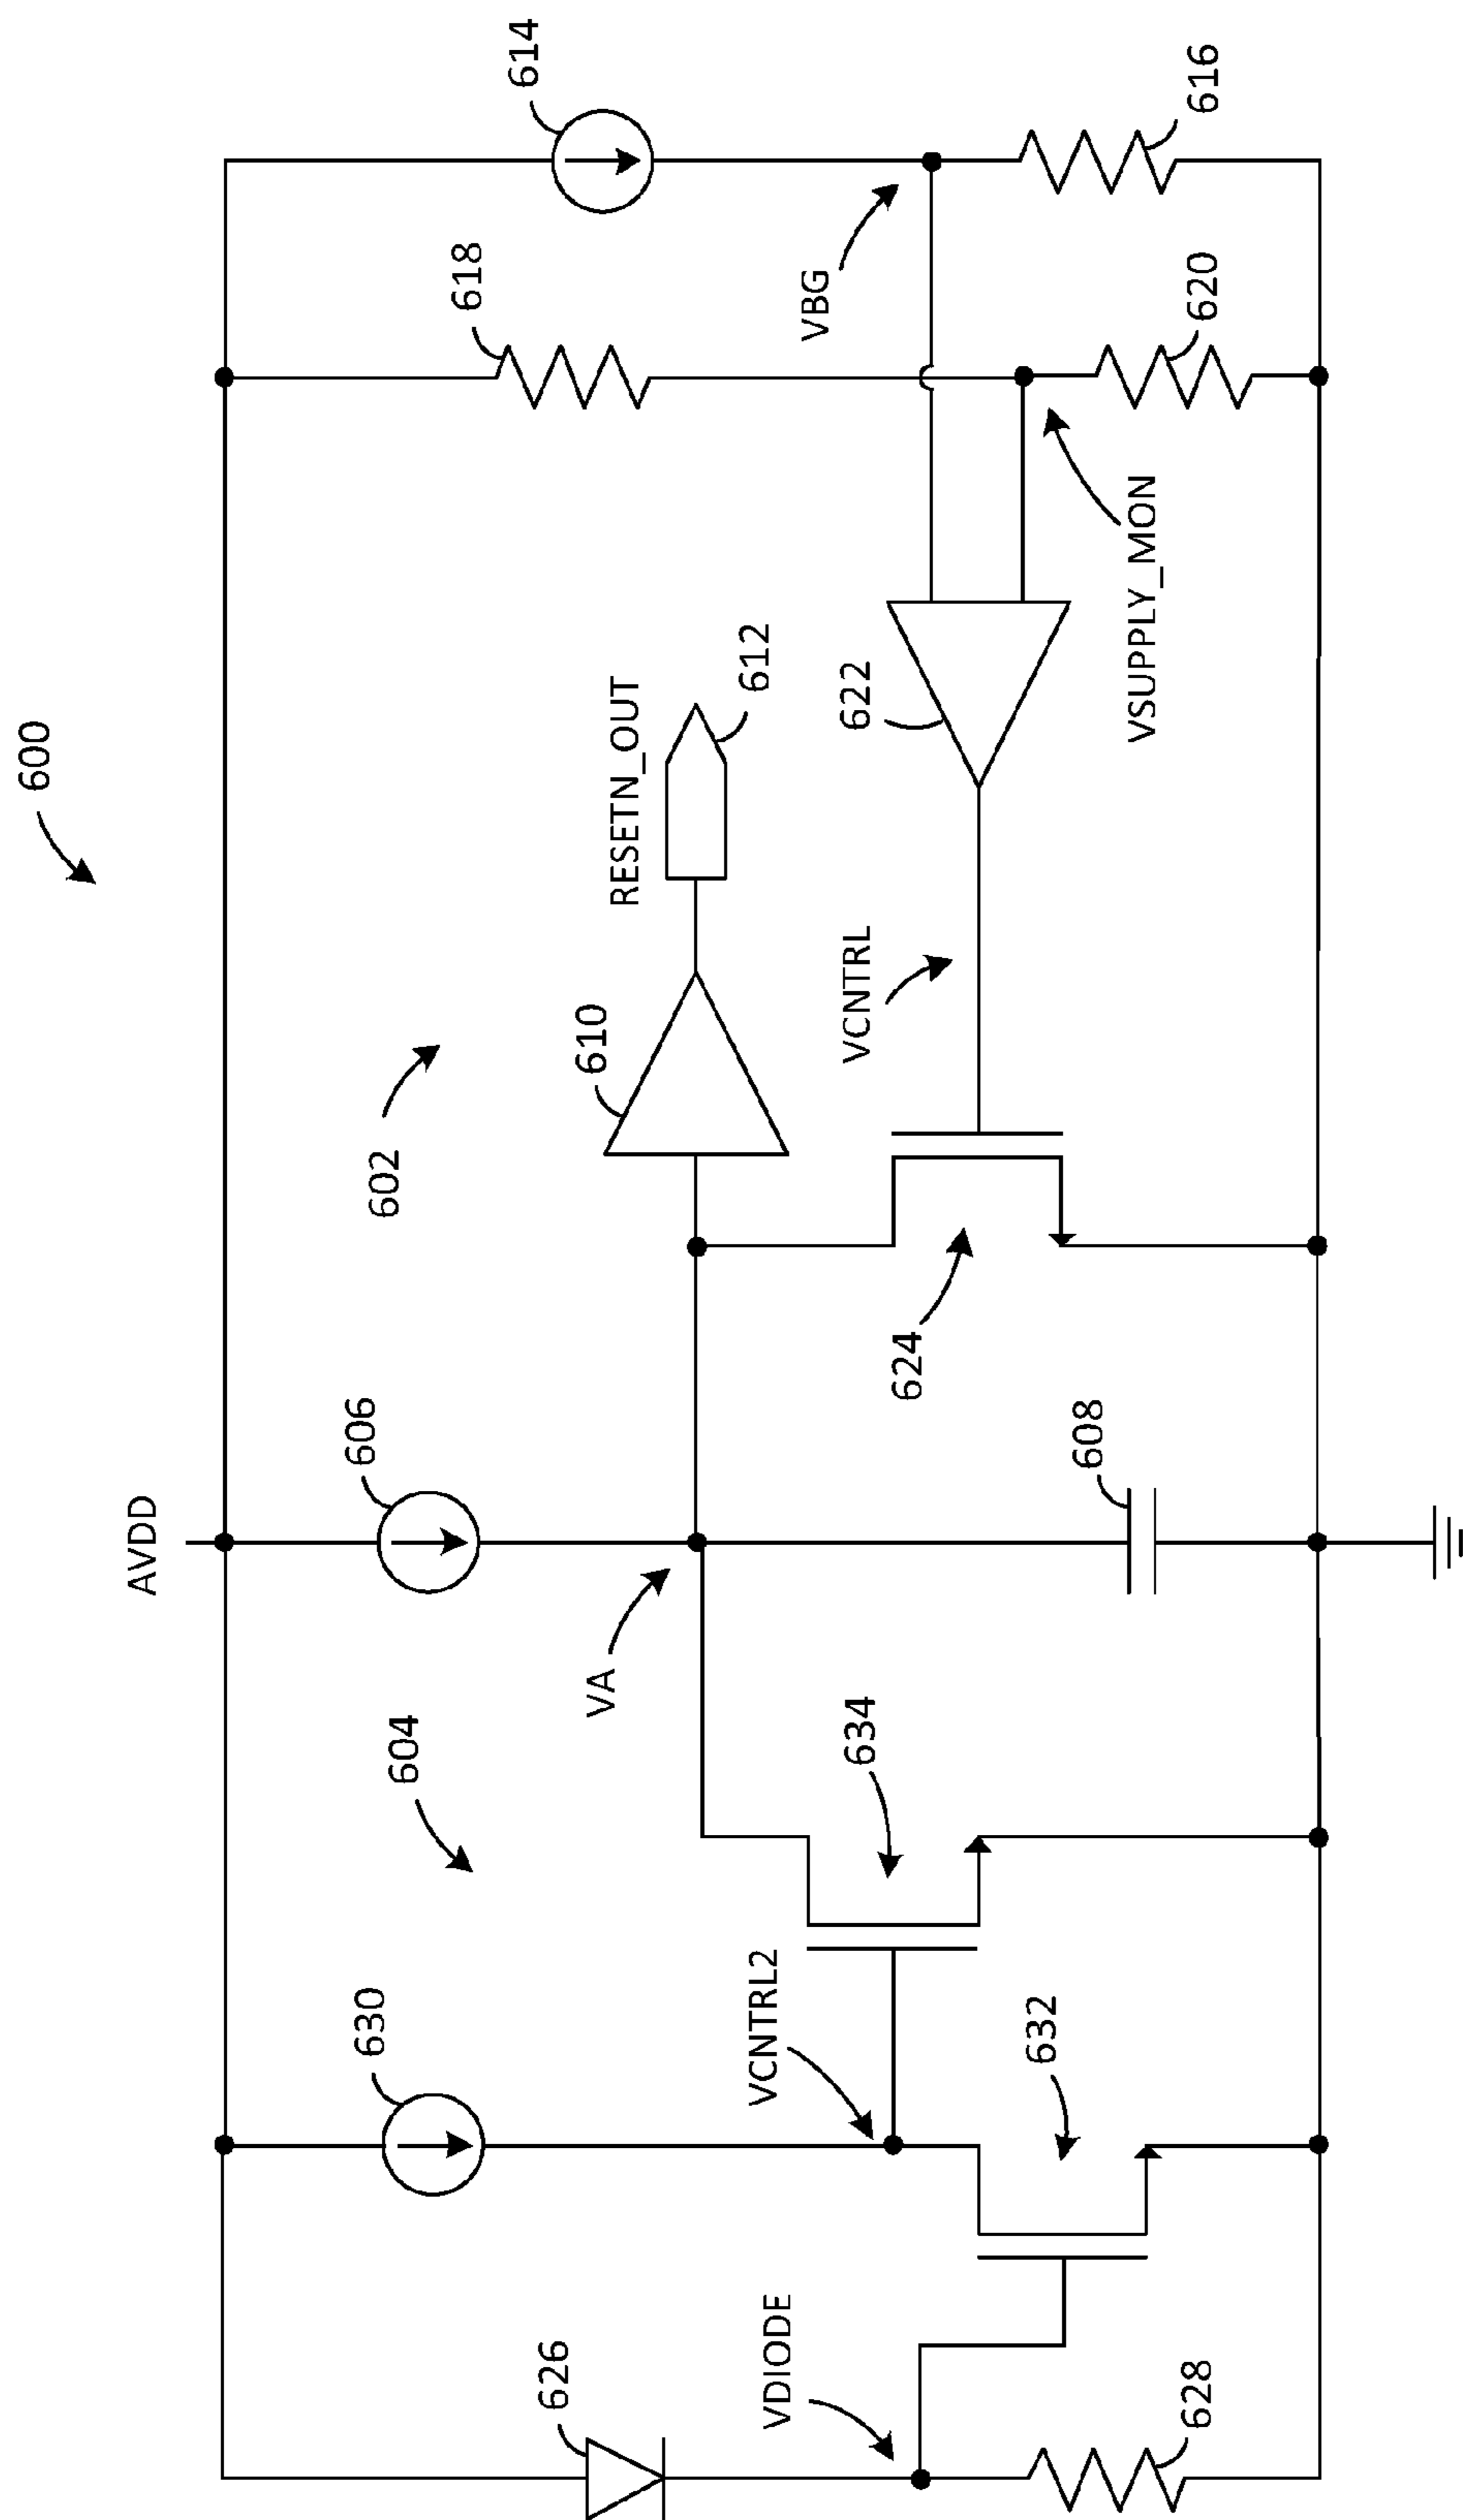 600
AVDD
604
602
630
606
614
626
618
VA
610
RESETN_OUT
612
VCNTRL2
634
VDIODE
VCNTRL
622
VBG
624
632
608
VSUPPLY_MON
628
620
616